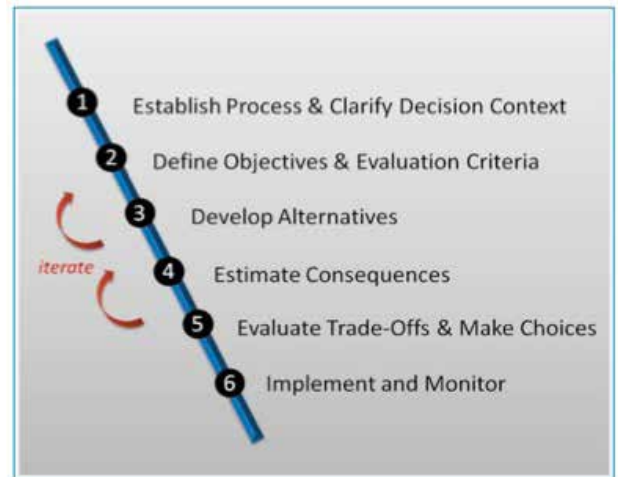 1 Establish Process & Clarify Decision Context
2 Define Objectives & Evaluation Criteria
3 Develop Alternatives
iterate
4 Estimate Consequences
5 Evaluate Trade-Offs & Make Choices
6 Implement and Monitor